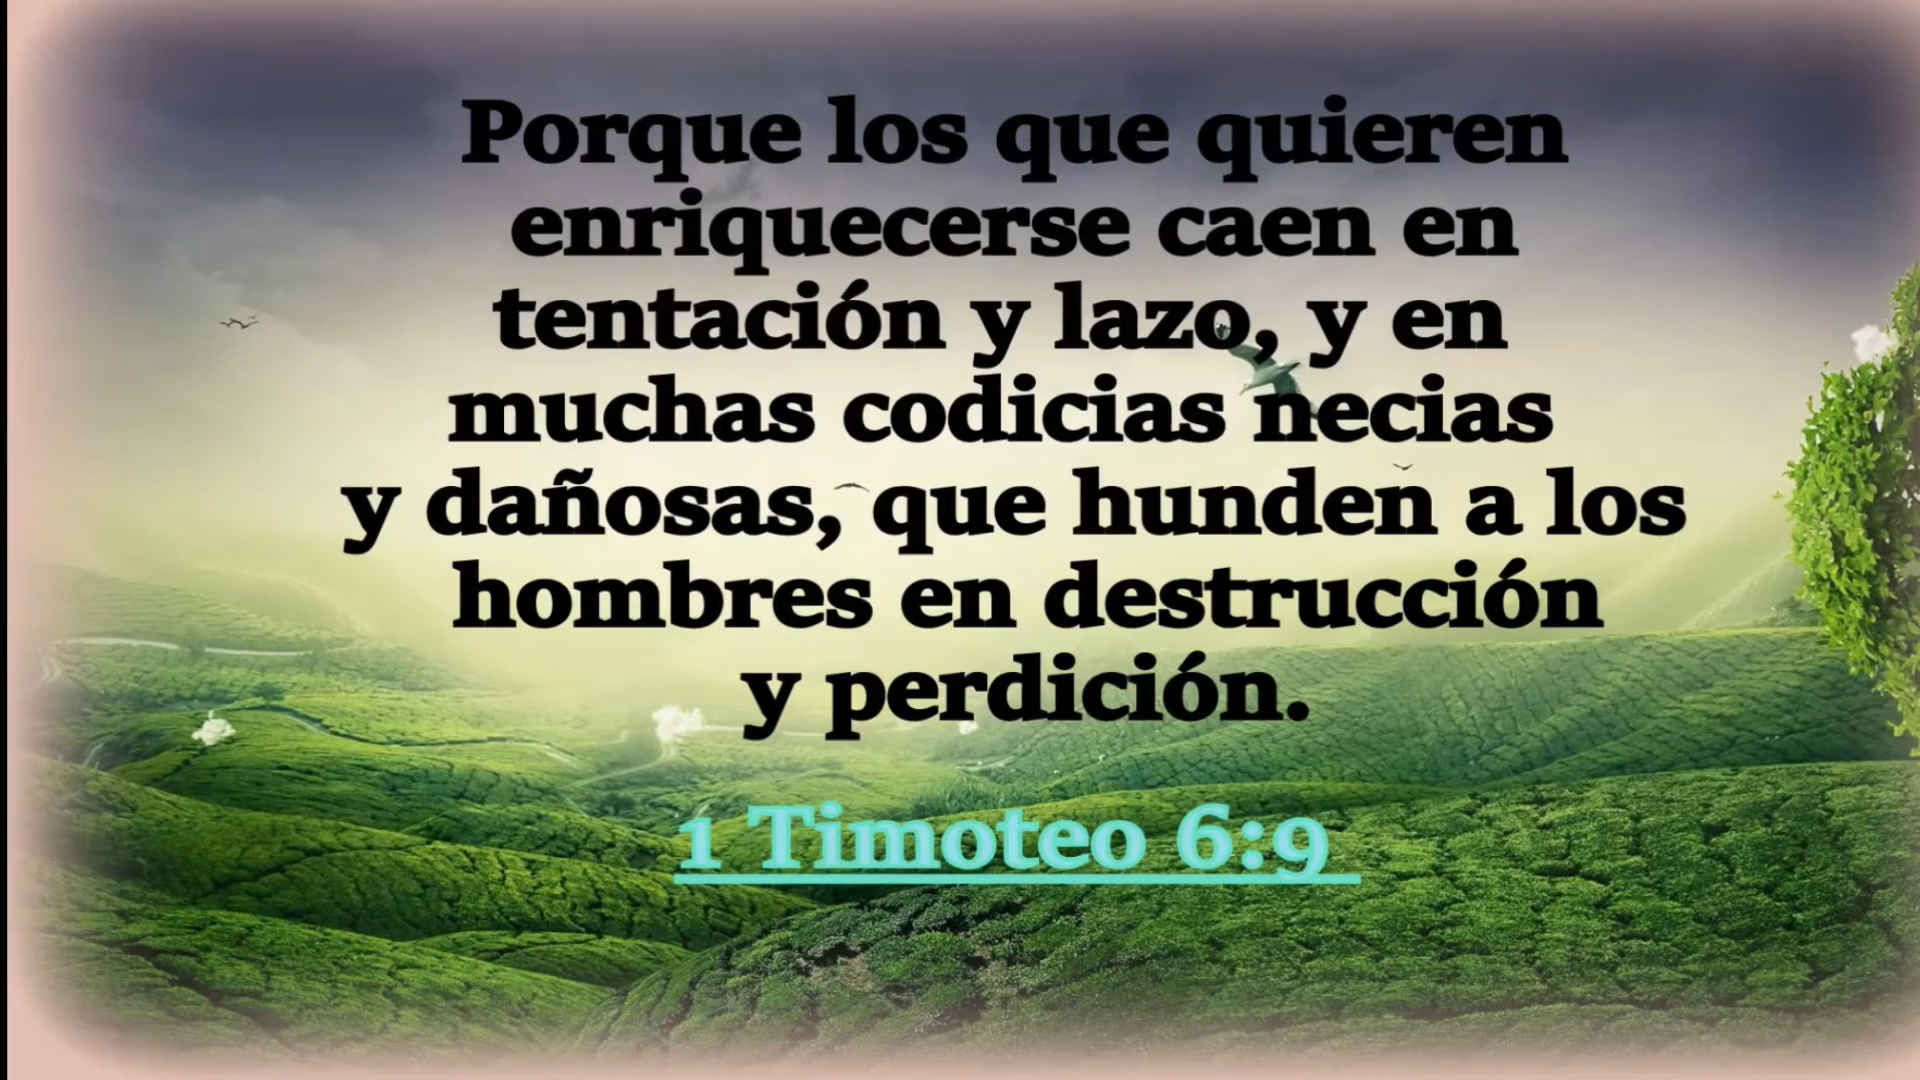 Porque los que quieren
enriquecerse caen en
tentación y lazo, y en
muchas codicias necias
y dañosas, que hunden a los
hombres en destrucción
y perdición.
1 Timoteo 6:9